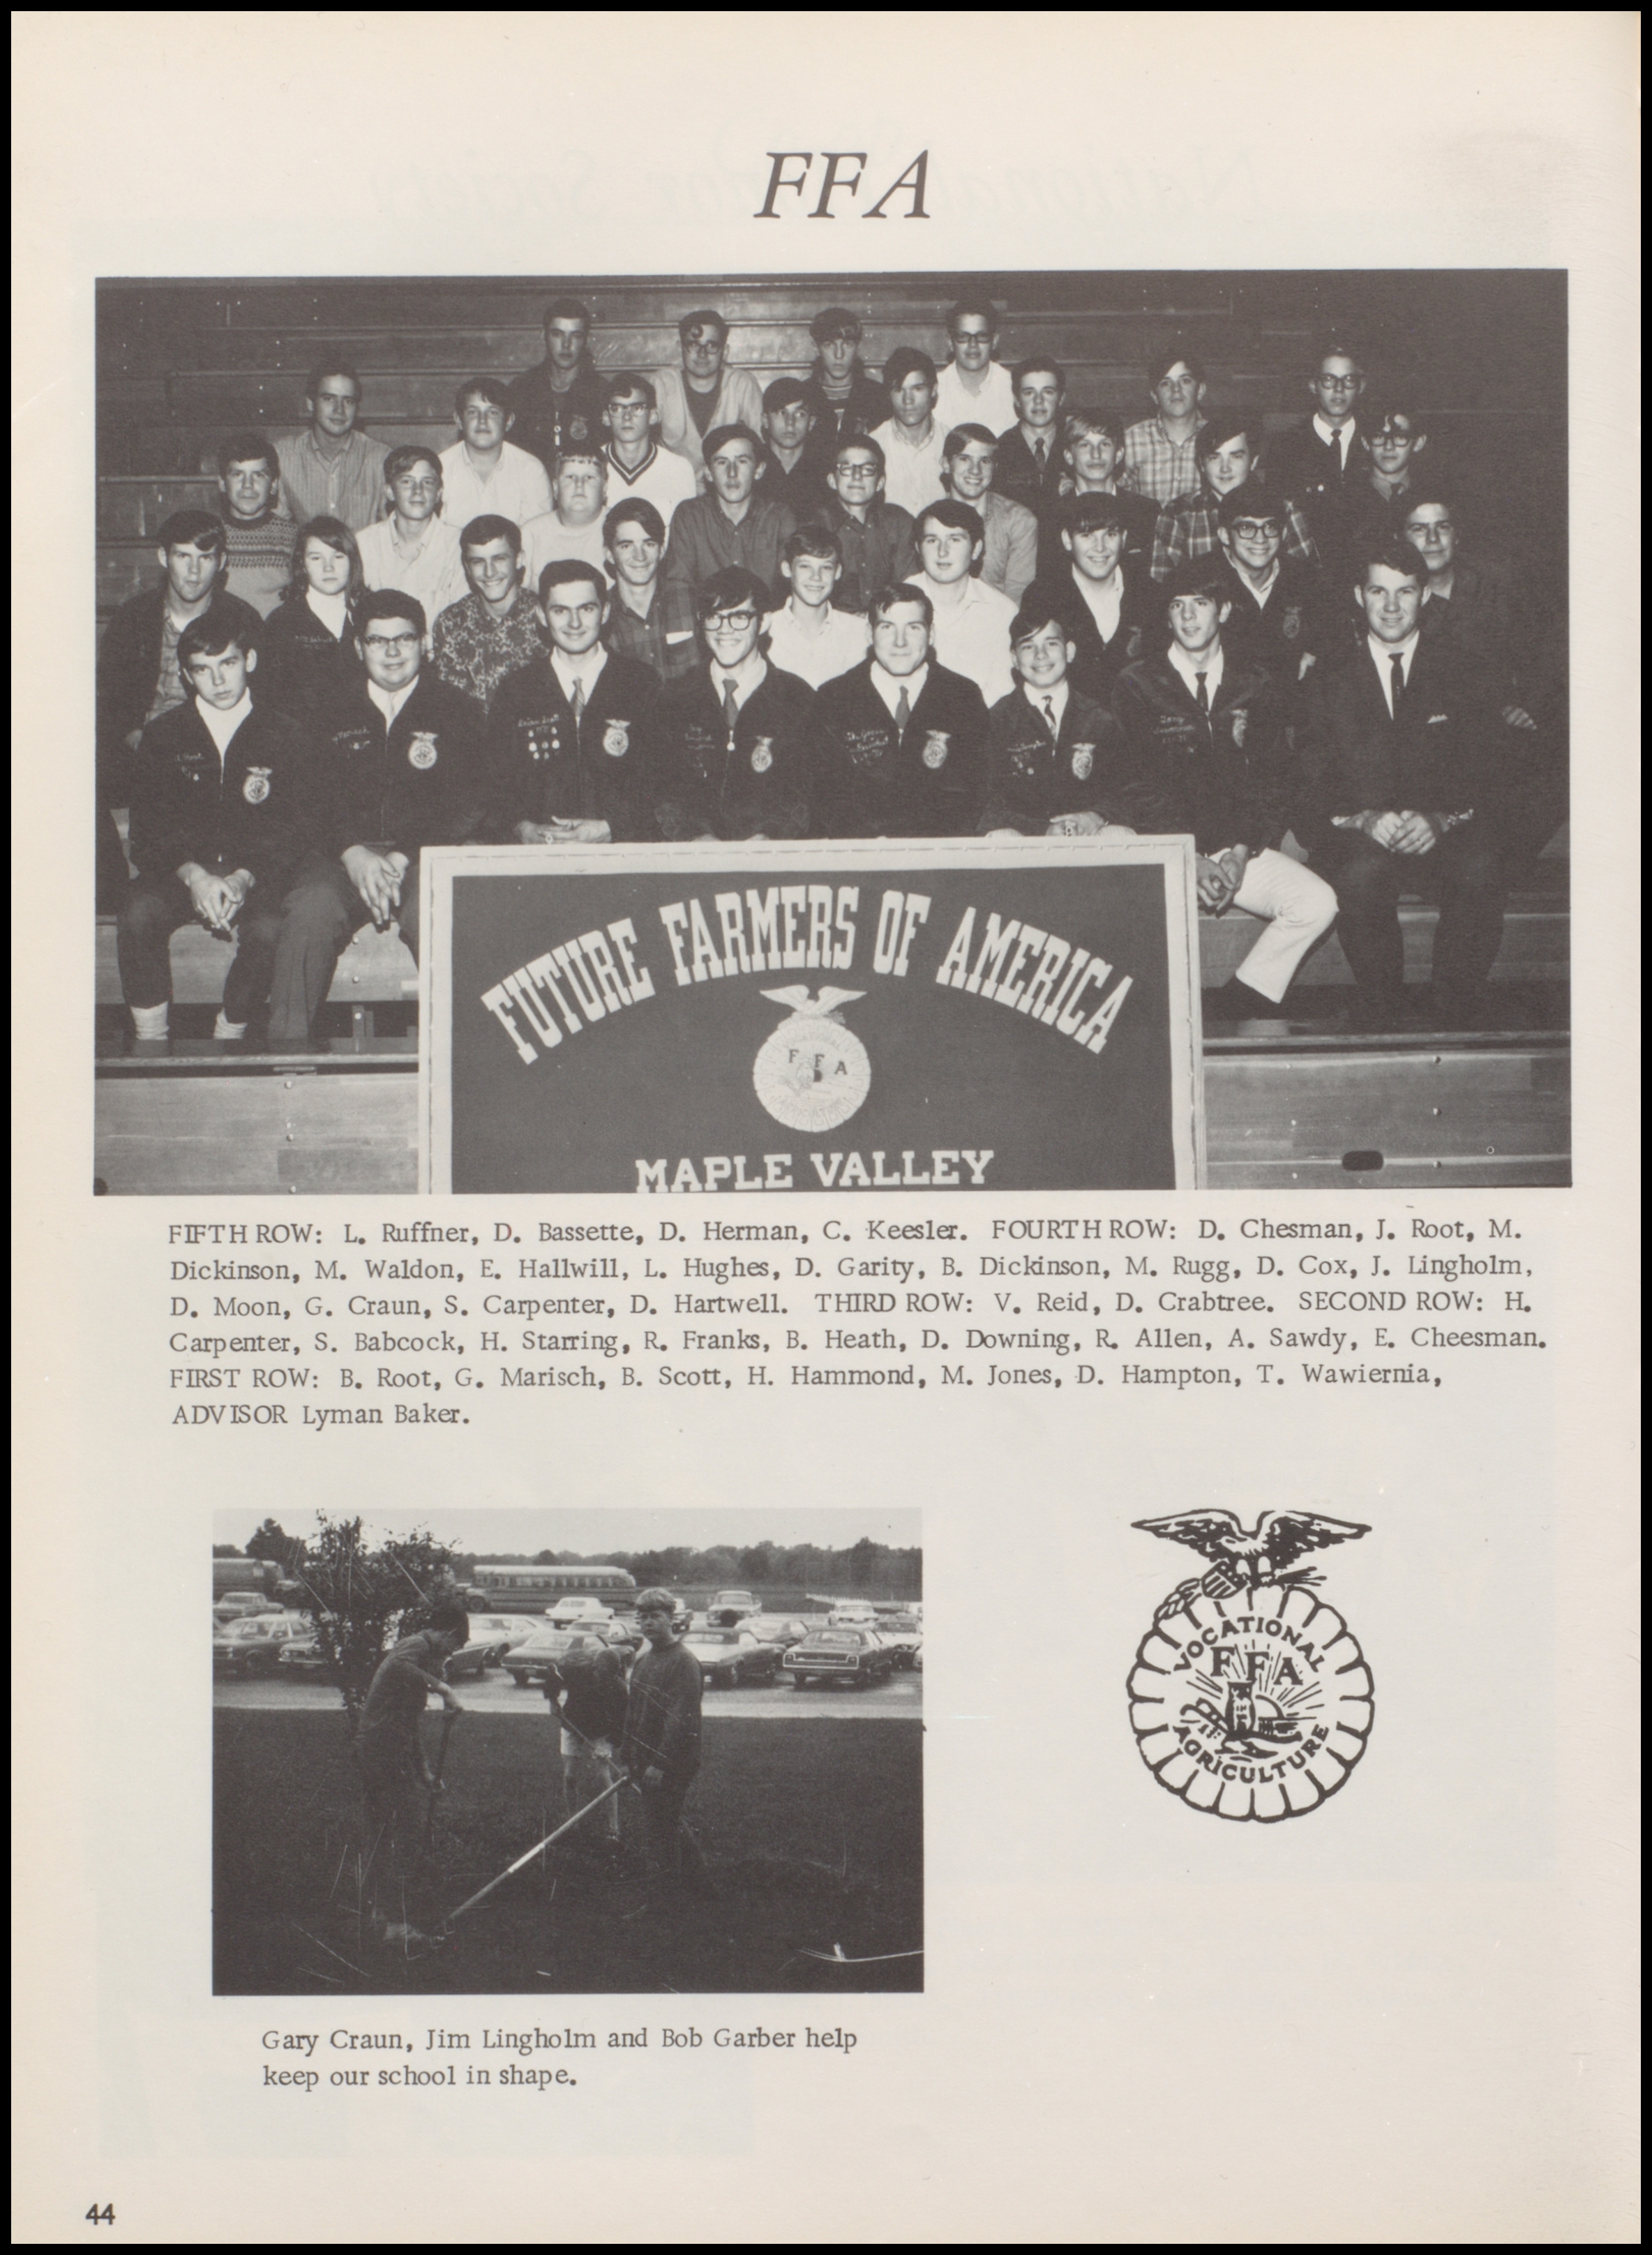 FFA
FUTURE FARMERS OF AMERICA
F F A
MAPLE VALLEY
FIFTH ROW: L. Ruffner, D. Bassette, D. Herman, C. Keesler. FOURTH ROW: D. Chesman, J. Root, M.
Dickinson, M. Waldon, E. Hallwill, L. Hughes, D. Garity, B. Dickinson, M. Rugg, D. Cox, J. Lingholm,
D. Moon, G. Craun, S. Carpenter, D. Hartwell. THIRD ROW: V. Reid, D. Crabtree. SECOND ROW: H.
Carpenter, S. Babcock, H. Starring, R. Franks, B. Heath, D. Downing, R. Allen, A. Sawdy, E. Cheesman.
FIRST ROW: B. Root, G. Marisch, B. Scott, H. Hammond, M. Jones, D. Hampton, T. Wawiernia,
ADVISOR Lyman Baker.
VOCATIONAL
FFA
AGRICULTURE
Gary Craun, Jim Lingholm and Bob Garber help
keep our school in shape.
44